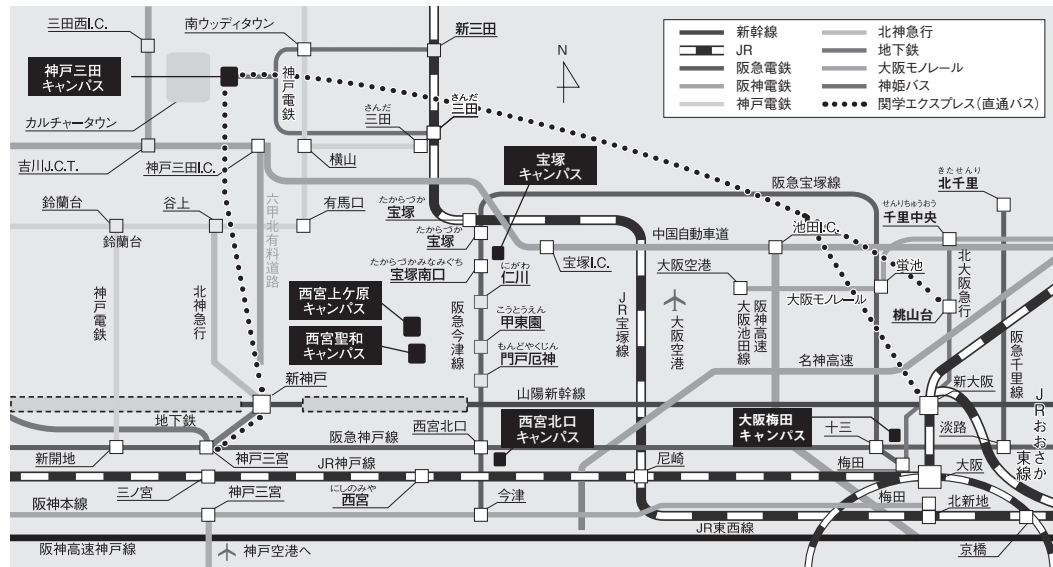 三田西I.C.
南ウッディタウン
新三田
N
新幹線
JR
阪急電鉄
阪神電鉄
神戸電鉄
北神急行
地下鉄
大阪モノレール
神姫バス
関学エクスプレス(直通バス)
神戸三田
キャンパス
神戸電鉄
カルチャータウン
さんだ
三田
さんだ
三田
吉川J.C.T.
神戸三田I.C.
横山
宝塚
キャンパス
阪急宝塚線
きたせんり
北千里
せんりちゅうおう
千里中央
鈴蘭台
谷上
六甲北有料道路
有馬口
たからづか
宝塚
たからづか
宝塚
中国自動車道
池田I.C.
鈴蘭台
たからづかみなみぐち
宝塚南口
にがわ
仁川
宝塚I.C.
大阪空港
蛍池
大阪モノレール
北大阪急行
桃山台
神戸電鉄
北神急行
西宮上ケ原
キャンパス
西宮聖和
キャンパス
阪急今津線
こうとうえん
甲東園
もんどやくじん
門戸厄神
JR宝塚線
大阪空港
阪神高速
大阪池田線
名神高速
阪急千里線
新神戸
山陽新幹線
新大阪
JRおおさか東線
地下鉄
西宮北口
西宮北口
キャンパス
大阪梅田
キャンパス
十三
淡路
阪急神戸線
新開地
神戸三宮
JR神戸線
尼崎
梅田
大阪
三ノ宮
神戸三宮
にしのみや
西宮
今津
梅田
北新地
阪神本線
JR東西線
京橋
阪神高速神戸線
神戸空港へ